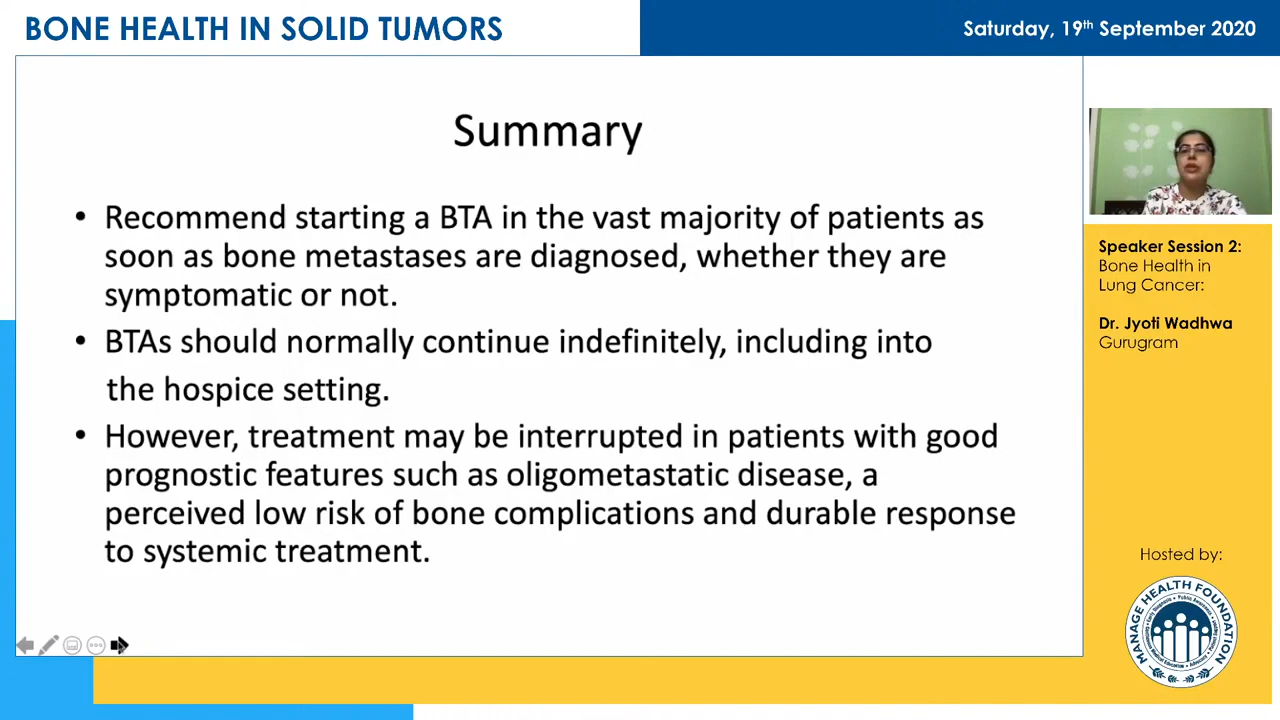 BONE HEALTH IN SOLID TUMORS
Saturday, 19th September 2020
Summary
• Recommend starting a BTA in the vast majority of patients as
soon as bone metastases are diagnosed, whether they are
symptomatic or not.
• BTAs should normally continue indefinitely, including into
the hospice setting.
• However, treatment may be interrupted in patients with good
prognostic features such as oligometastatic disease, a
perceived low risk of bone complications and durable response
to systemic treatment.
Speaker Session 2:
Bone Health in
Lung Cancer:
Dr. Jyoti Wadhwa
Gurugram
Hosted by:
MANAGE HEALTH FOUNDATION